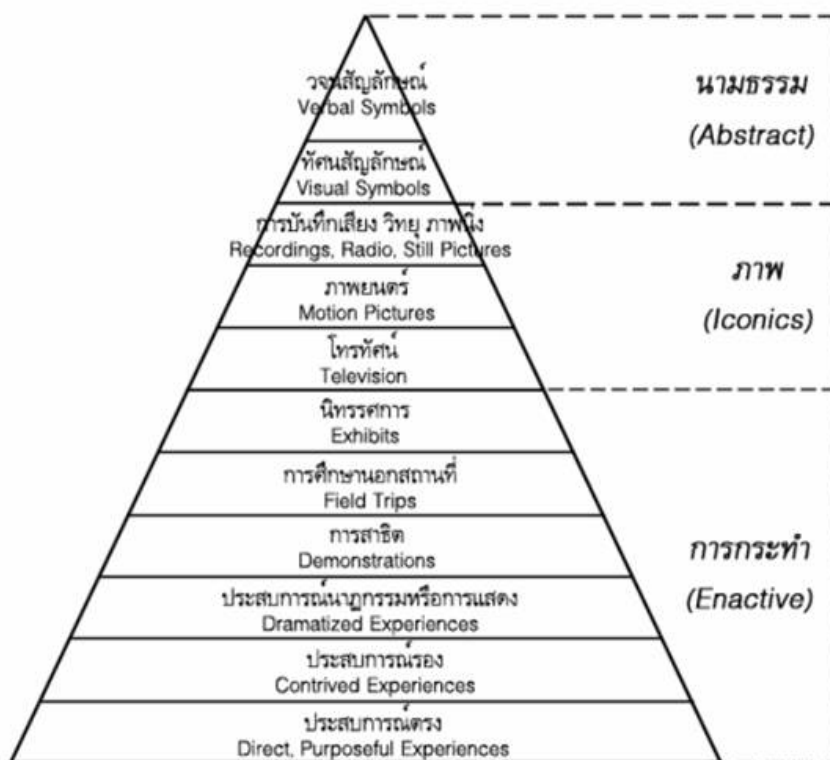 วจนสัญลักษณ์
Verbal Symbols
ทัศนสัญลักษณ์
Visual Symbols
การบันทึกเสียง วิทยุ ภาพนิ่ง
Recordings, Radio, Still Pictures
ภาพยนตร์
Motion Pictures
โทรทัศน์
Television
นิทรรศการ
Exhibits
การศึกษานอกสถานที่
Field Trips
การสาธิต
Demonstrations
ประสบการณ์นาฏกรรมหรือการแสดง
Dramatized Experiences
ประสบการณ์รอง
Contrived Experiences
ประสบการณ์ตรง
Direct, Purposeful Experiences
นามธรรม
(Abstract)
ภาพ
(Iconics)
การกระทำ
(Enactive)